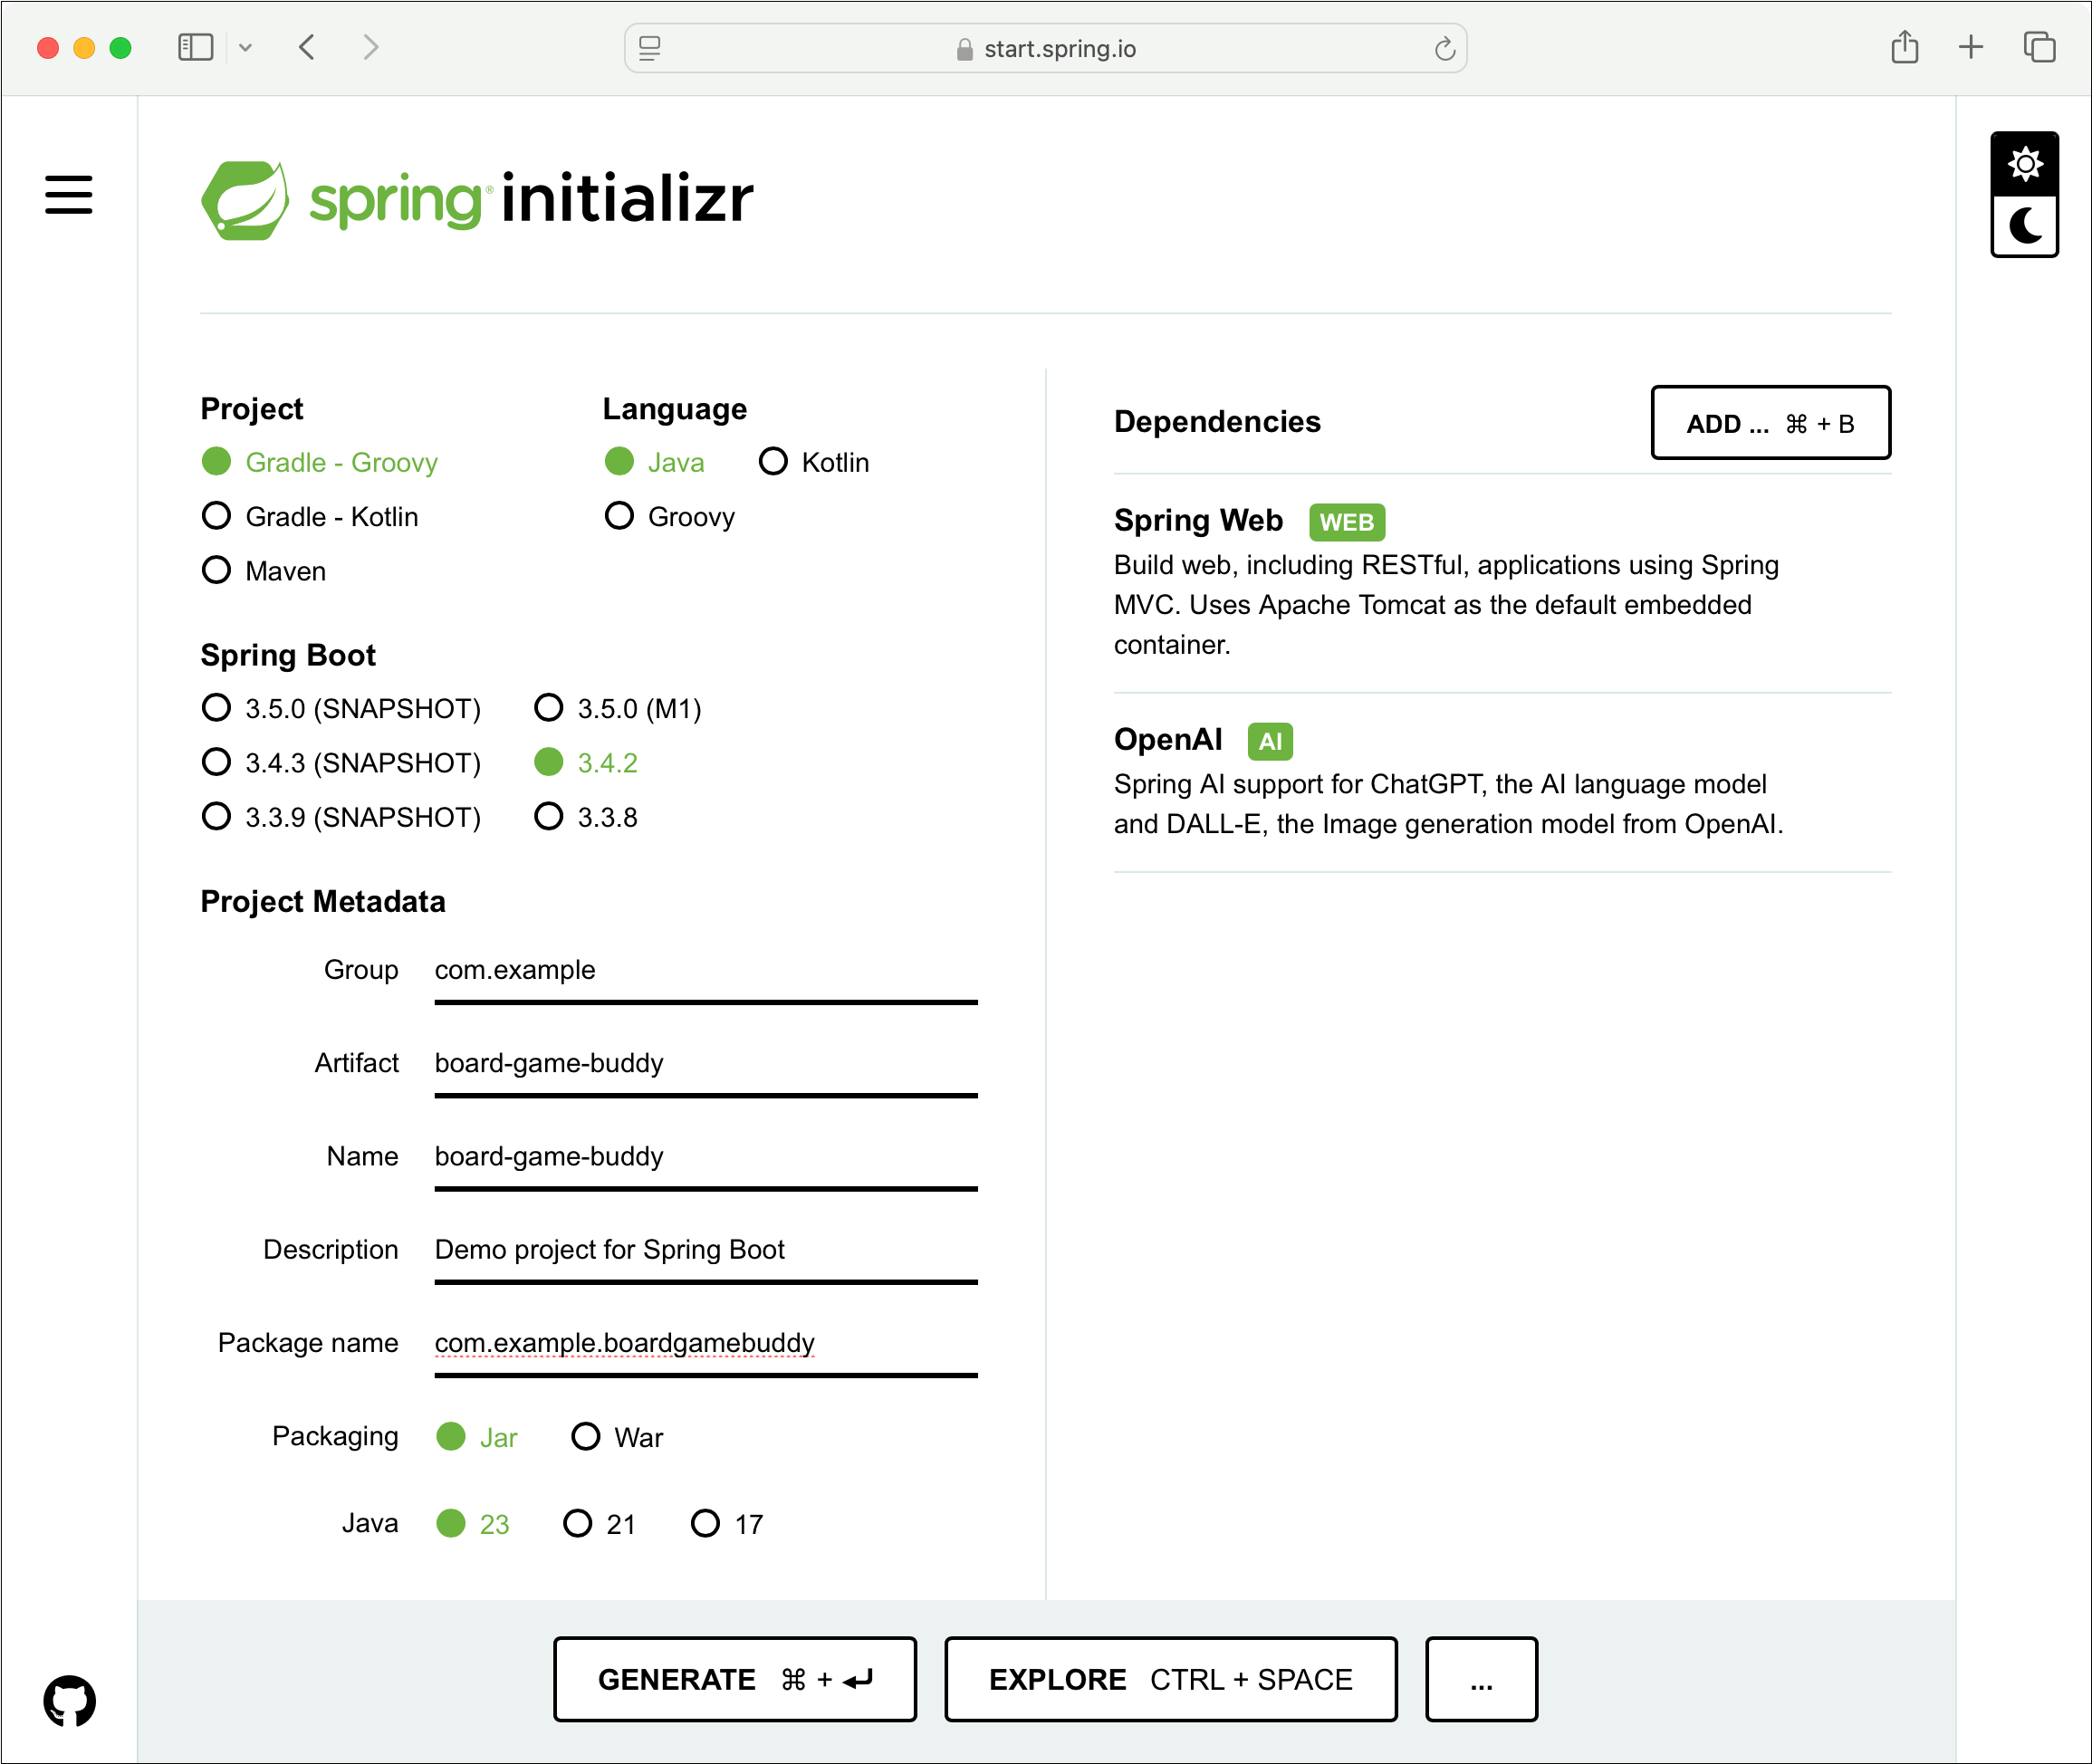 start.spring.io
spring® initializr
Project
Gradle - Groovy
Gradle - Kotlin
Maven
Language
Java Kotlin
Groovy
Spring Boot
3.5.0 (SNAPSHOT) 3.5.0 (M1)
3.4.3 (SNAPSHOT) 3.4.2
3.3.9 (SNAPSHOT) 3.3.8
Project Metadata
Group com.example
Artifact board-game-buddy
Name board-game-buddy
Description Demo project for Spring Boot
Package name com.example.boardgamebuddy
Packaging Jar War
Java 23 21 17
Dependencies ADD ... ⌘ + B
Spring Web WEB
Build web, including RESTful, applications using Spring
MVC. Uses Apache Tomcat as the default embedded
container.
OpenAI AI
Spring AI support for ChatGPT, the AI language model
and DALL-E, the Image generation model from OpenAI.
GENERATE ⌘ + ↵ EXPLORE CTRL + SPACE ...